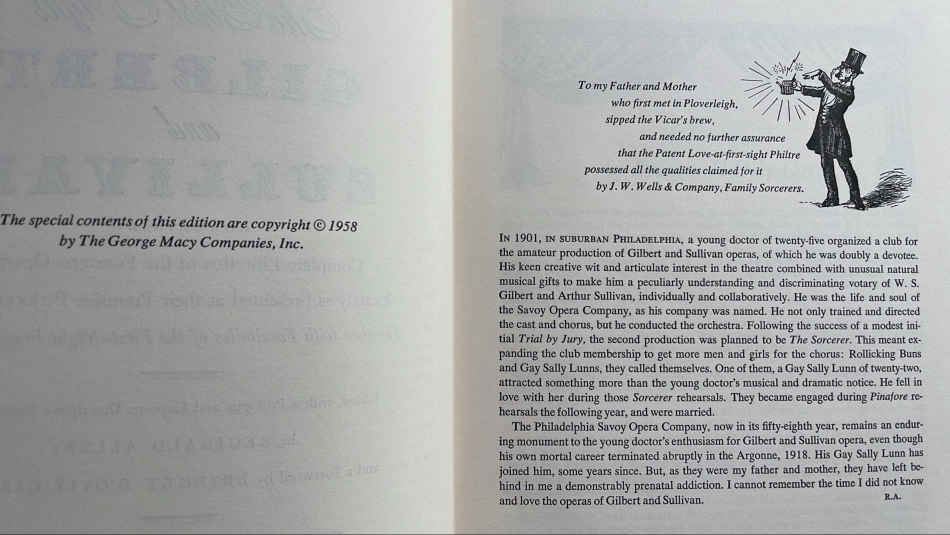 The special contents of this edition are copyright © 1958
by The George Macy Companies, Inc.
To my Father and Mother
who first met in Ploverleigh,
sipped the Vicar's brew,
and needed no further assurance
that the Patent Love-at-first-sight Philtre
possessed all the qualities claimed for it
by J. W. Wells & Company, Family Sorcerers.
IN 1901, IN SUBURBAN PHILADELPHIA, a young doctor of twenty-five organized a club for
the amateur production of Gilbert and Sullivan operas, of which he was doubly a devotee.
His keen creative wit and articulate interest in the theatre combined with unusual natural
musical gifts to make him a peculiarly understanding and discriminating votary of W. S.
Gilbert and Arthur Sullivan, individually and collaboratively. He was the life and soul of
the Savoy Opera Company, as his company was named. He not only trained and directed
the cast and chorus, but he conducted the orchestra. Following the success of a modest ini-
tial Trial by Jury, the second production was planned to be The Sorcerer. This meant ex-
panding the club membership to get more men and girls for the chorus: Rollicking Buns
and Gay Sally Lunns, they called themselves. One of them, a Gay Sally Lunn of twenty-two,
attracted something more than the young doctor's musical and dramatic notice. He fell in
love with her during those Sorcerer rehearsals. They became engaged during Pinafore re-
hearsals the following year, and were married.
The Philadelphia Savoy Opera Company, now in its fifty-eighth year, remains an endur-
ing monument to the young doctor's enthusiasm for Gilbert and Sullivan opera, even though
his own mortal career terminated abruptly in the Argonne, 1918. His Gay Sally Lunn has
joined him, some years since. But, as they were my father and mother, they have left be-
hind in me a demonstrably prenatal addiction. I cannot remember the time I did not know
and love the operas of Gilbert and Sullivan.
R.A.